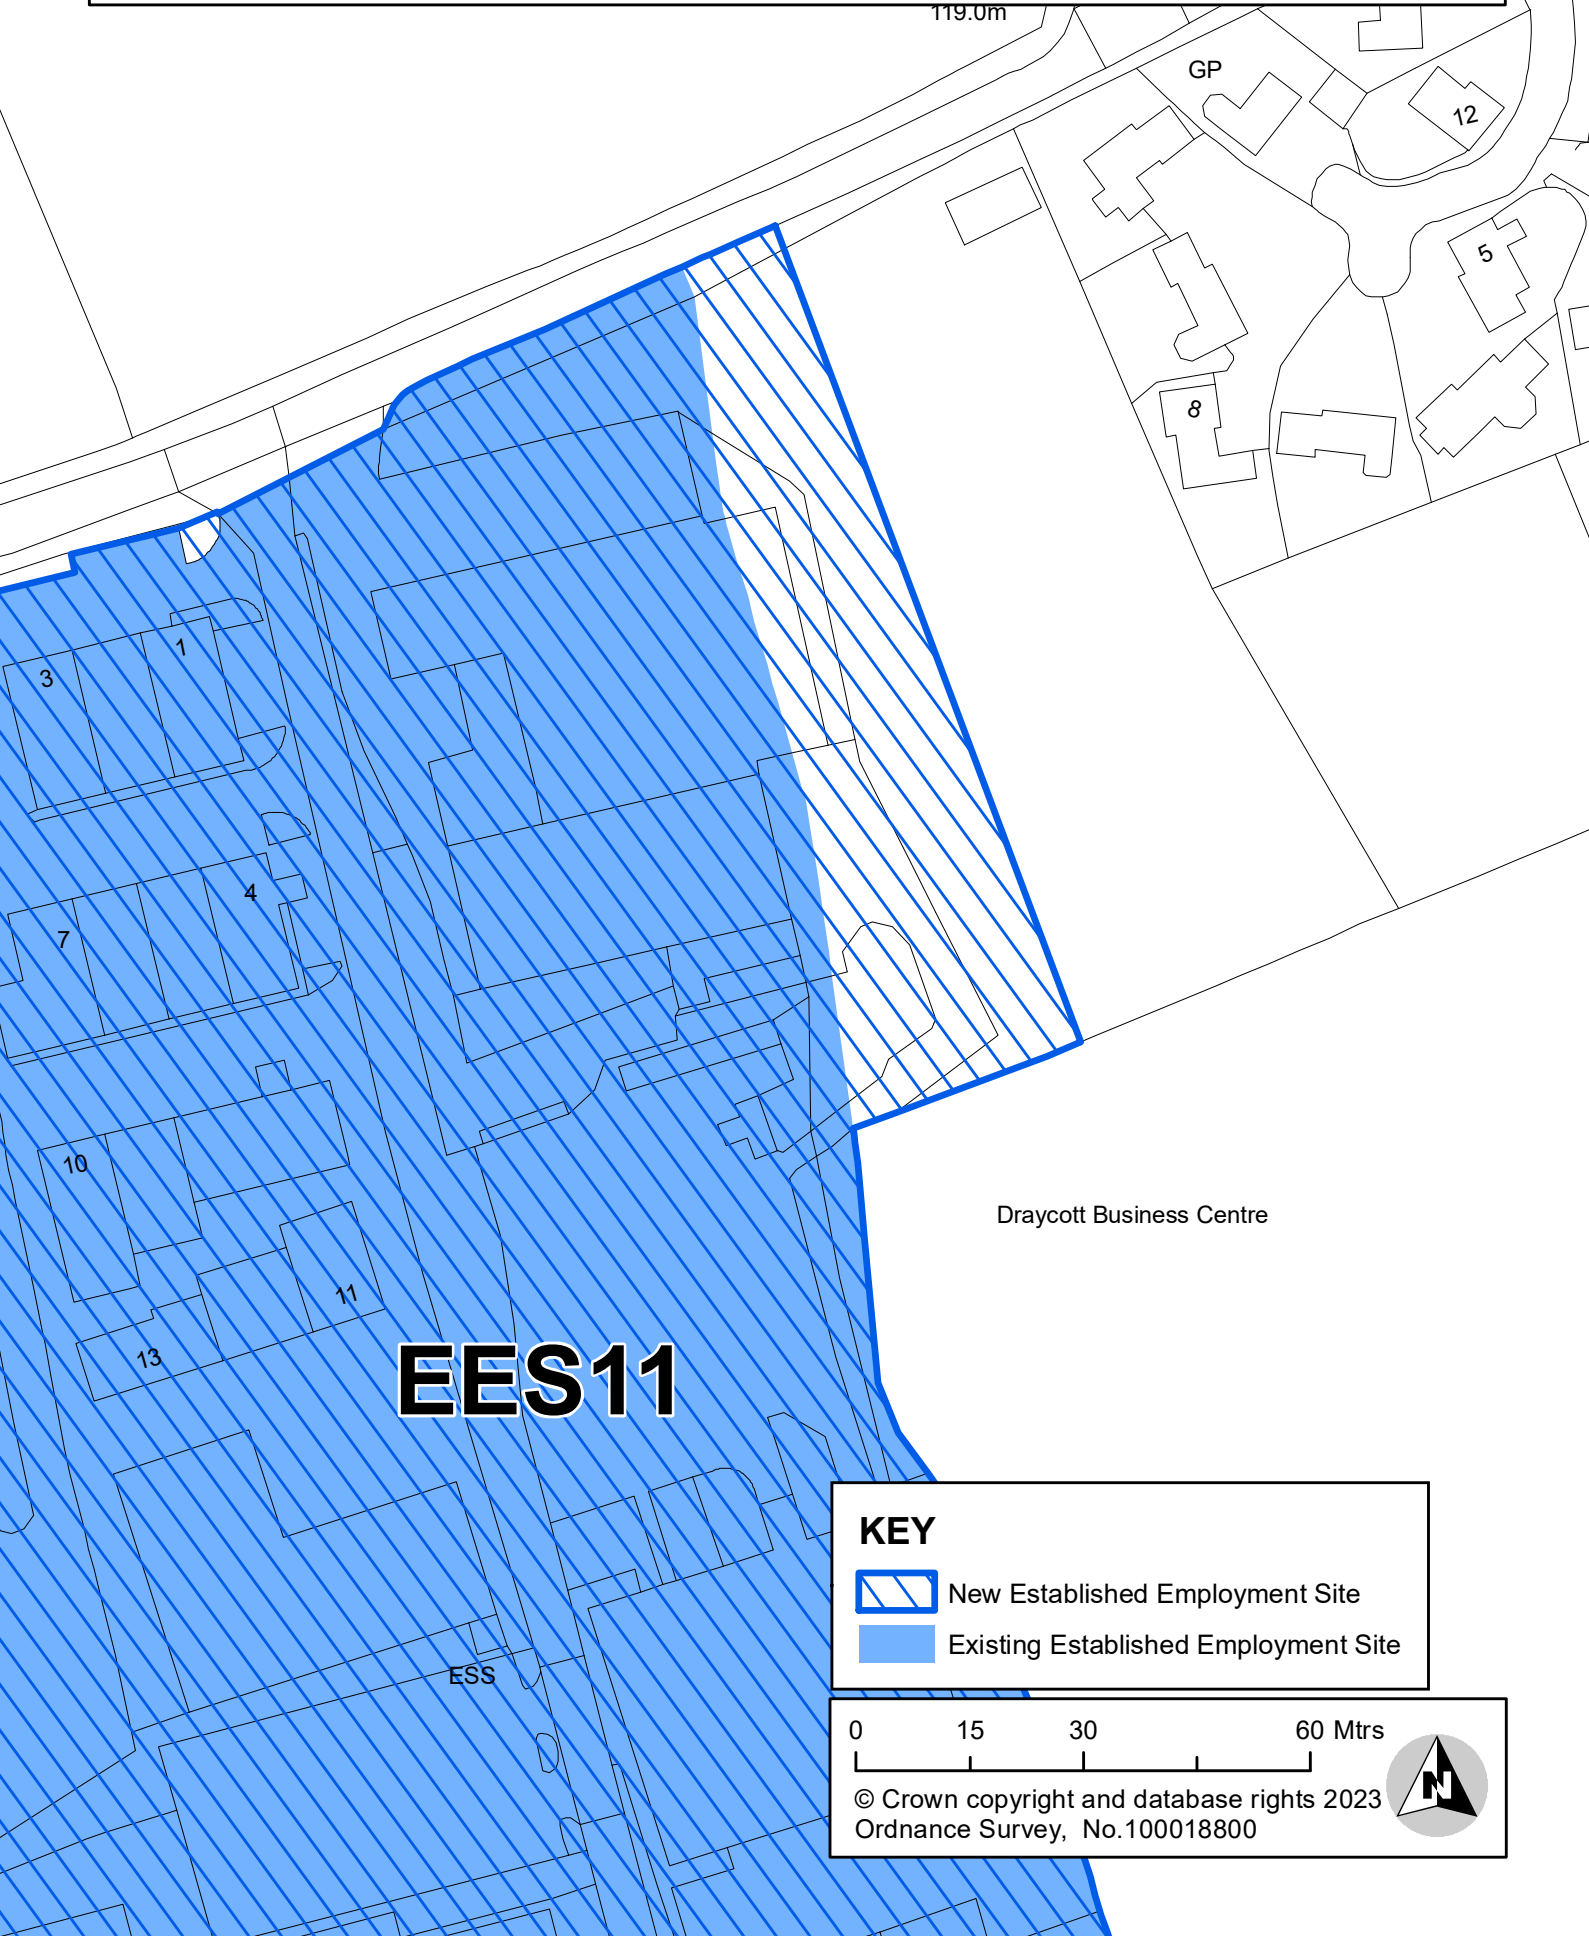 119.0m
GP
12
5
8
1
3
4
7
10
11
13
Draycott Business Centre
EES11
ESS
KEY
New Established Employment Site
Existing Established Employment Site
0 15 30 60 Mtrs
N
© Crown copyright and database rights 2023
Ordnance Survey, No.100018800